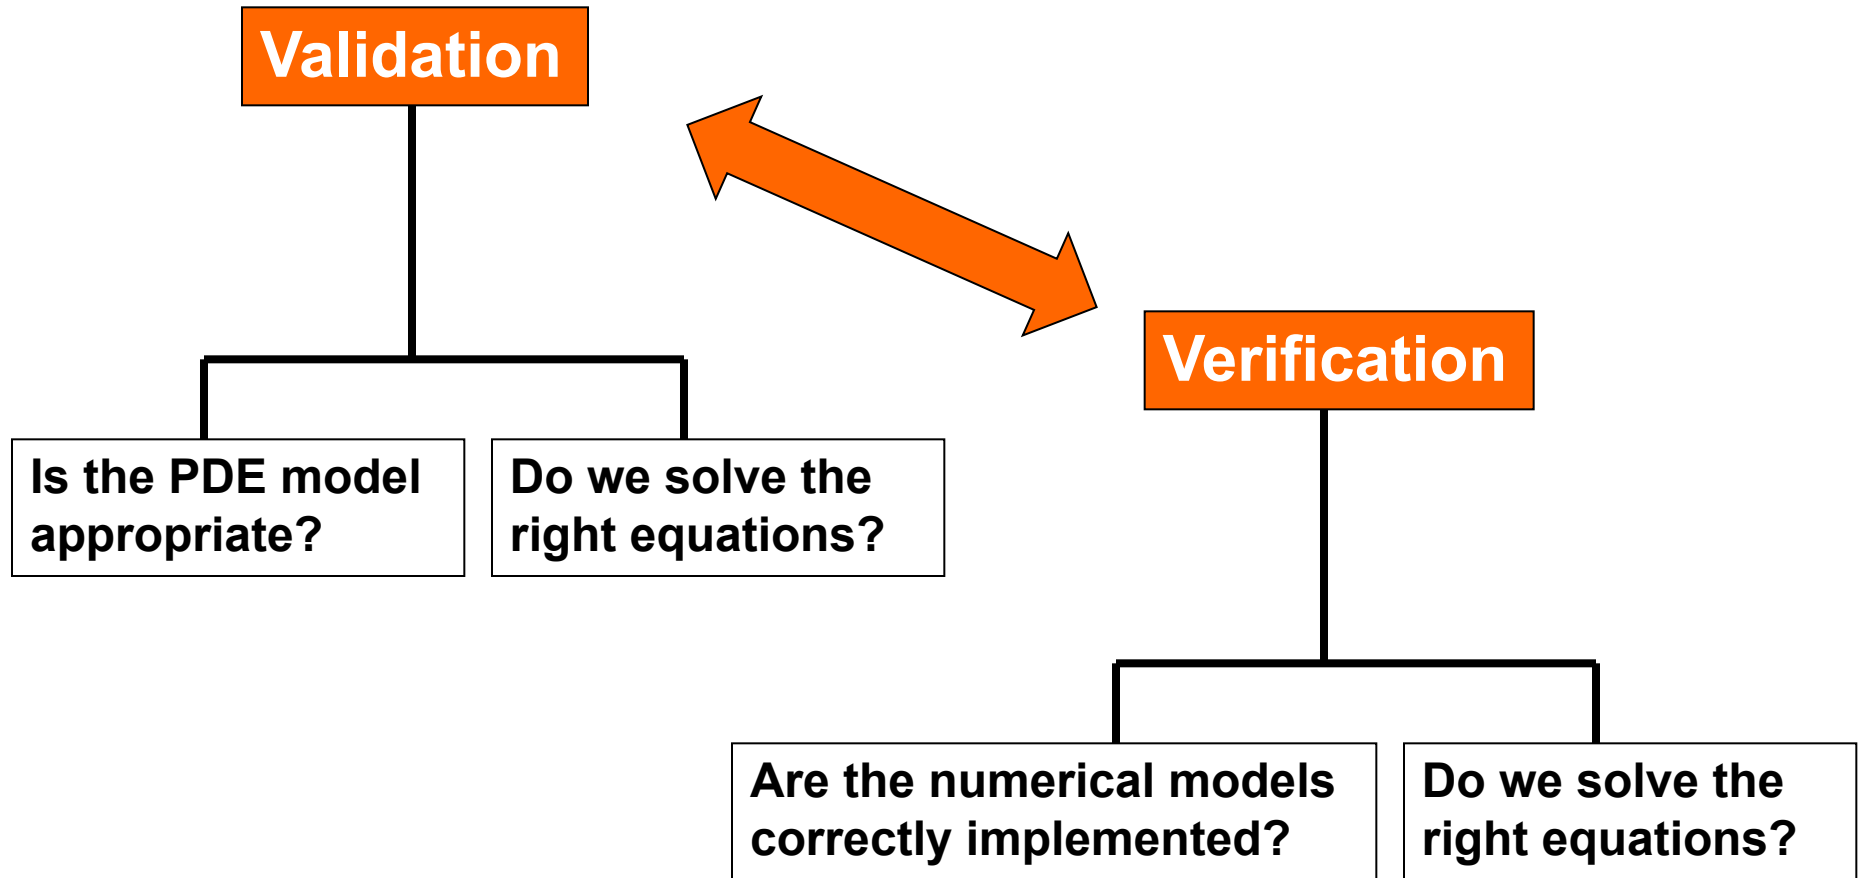 Validation
Verification
Is the PDE model
appropriate?
Do we solve the
right equations?
Are the numerical models
correctly implemented?
Do we solve the
right equations?